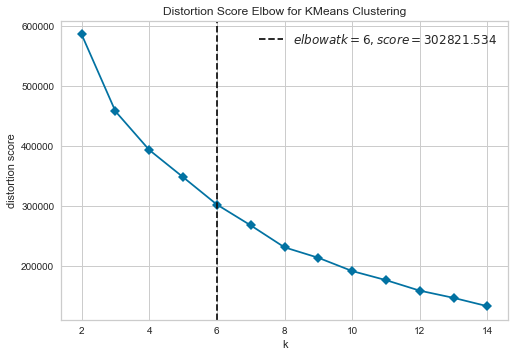 Distortion Score Elbow for KMeans Clustering
elbowatk = 6, score = 302821.534
600000
500000
400000
300000
200000
distortion score
2 4 6 8 10 12 14
k